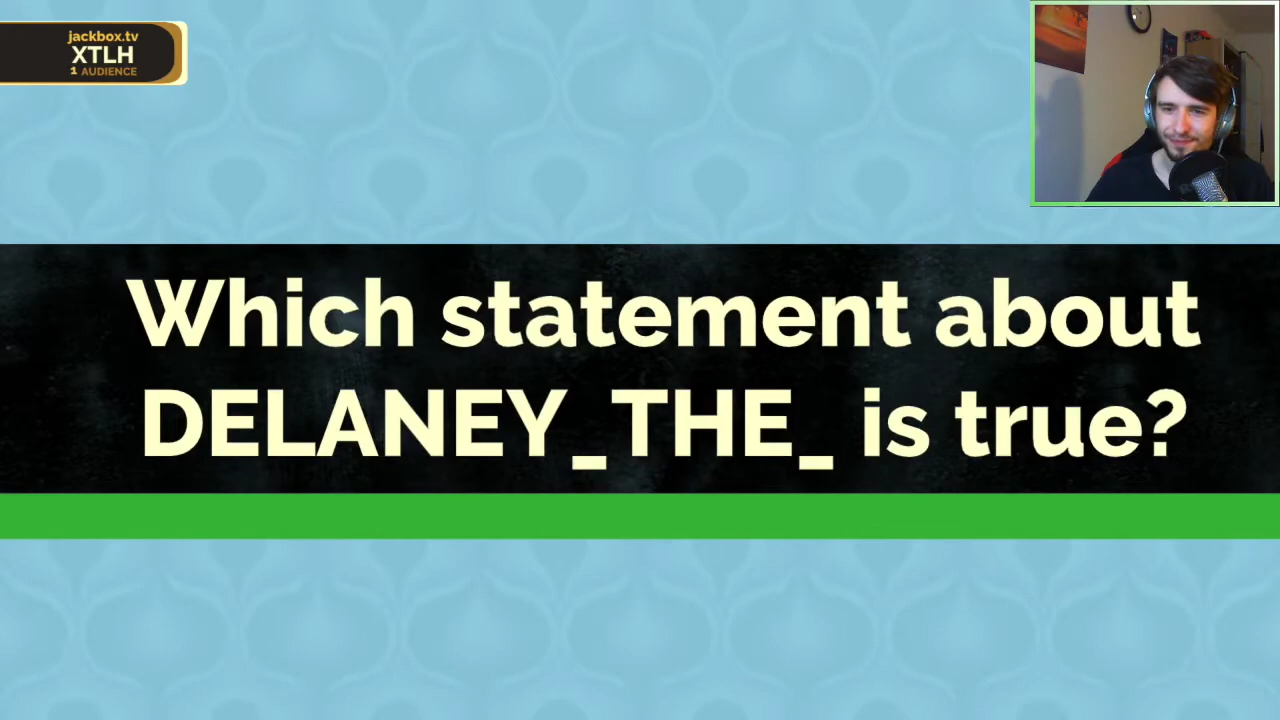 jackbox.tv
XTLH
1 AUDIENCE
Which statement about
DELANEY_THE_ is true?